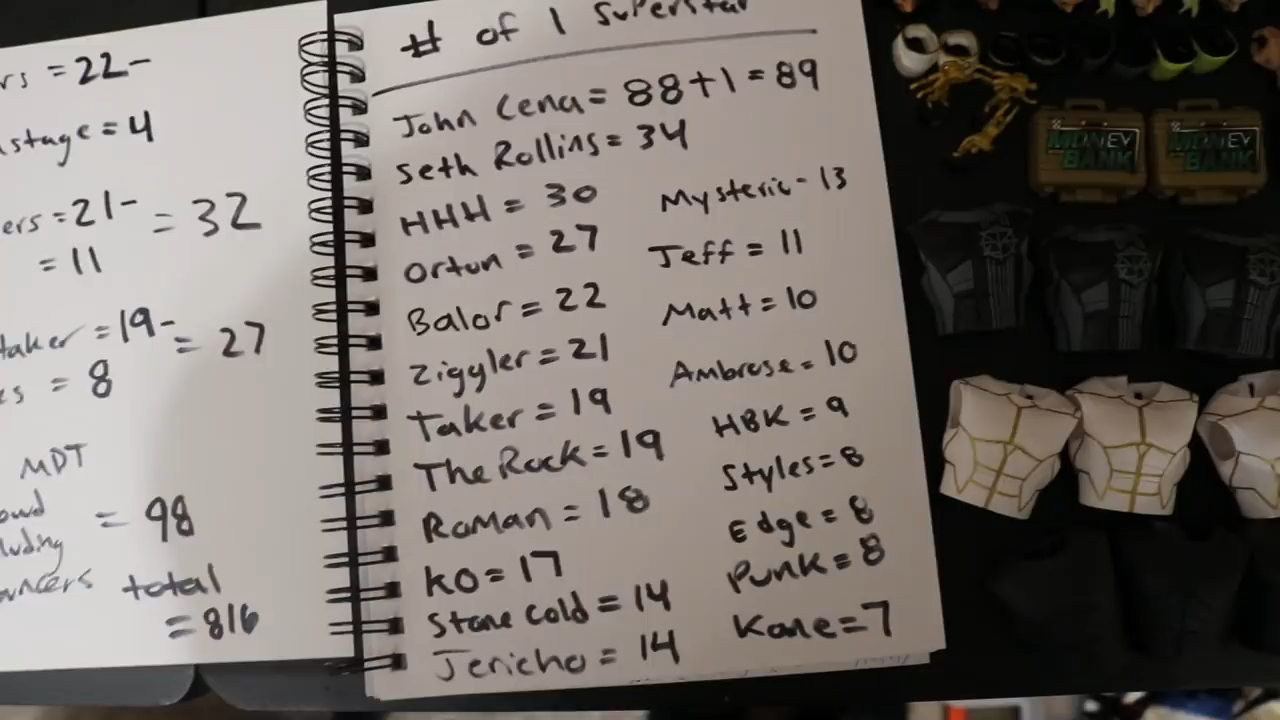 = 22-
stage = 4
= 21- = 32
= 11
taker = 19- = 27
= 8
MDT
= 98
total
= 816
# of 1 Superstar
John Cena = 88+1 = 89
Seth Rollins = 34
HHH = 30
Orton = 27
Balor = 22
Ziggler = 21
Taker = 19
The Rock = 19
Roman = 18
KO = 17
Stone Cold = 14
Jericho = 14
Mysterio - 13
Jeff = 11
Matt = 10
Ambrose = 10
HBK = 9
Styles = 8
Edge = 8
Punk = 8
Kane = 7
MONEY
BANK
MONEY
BANK